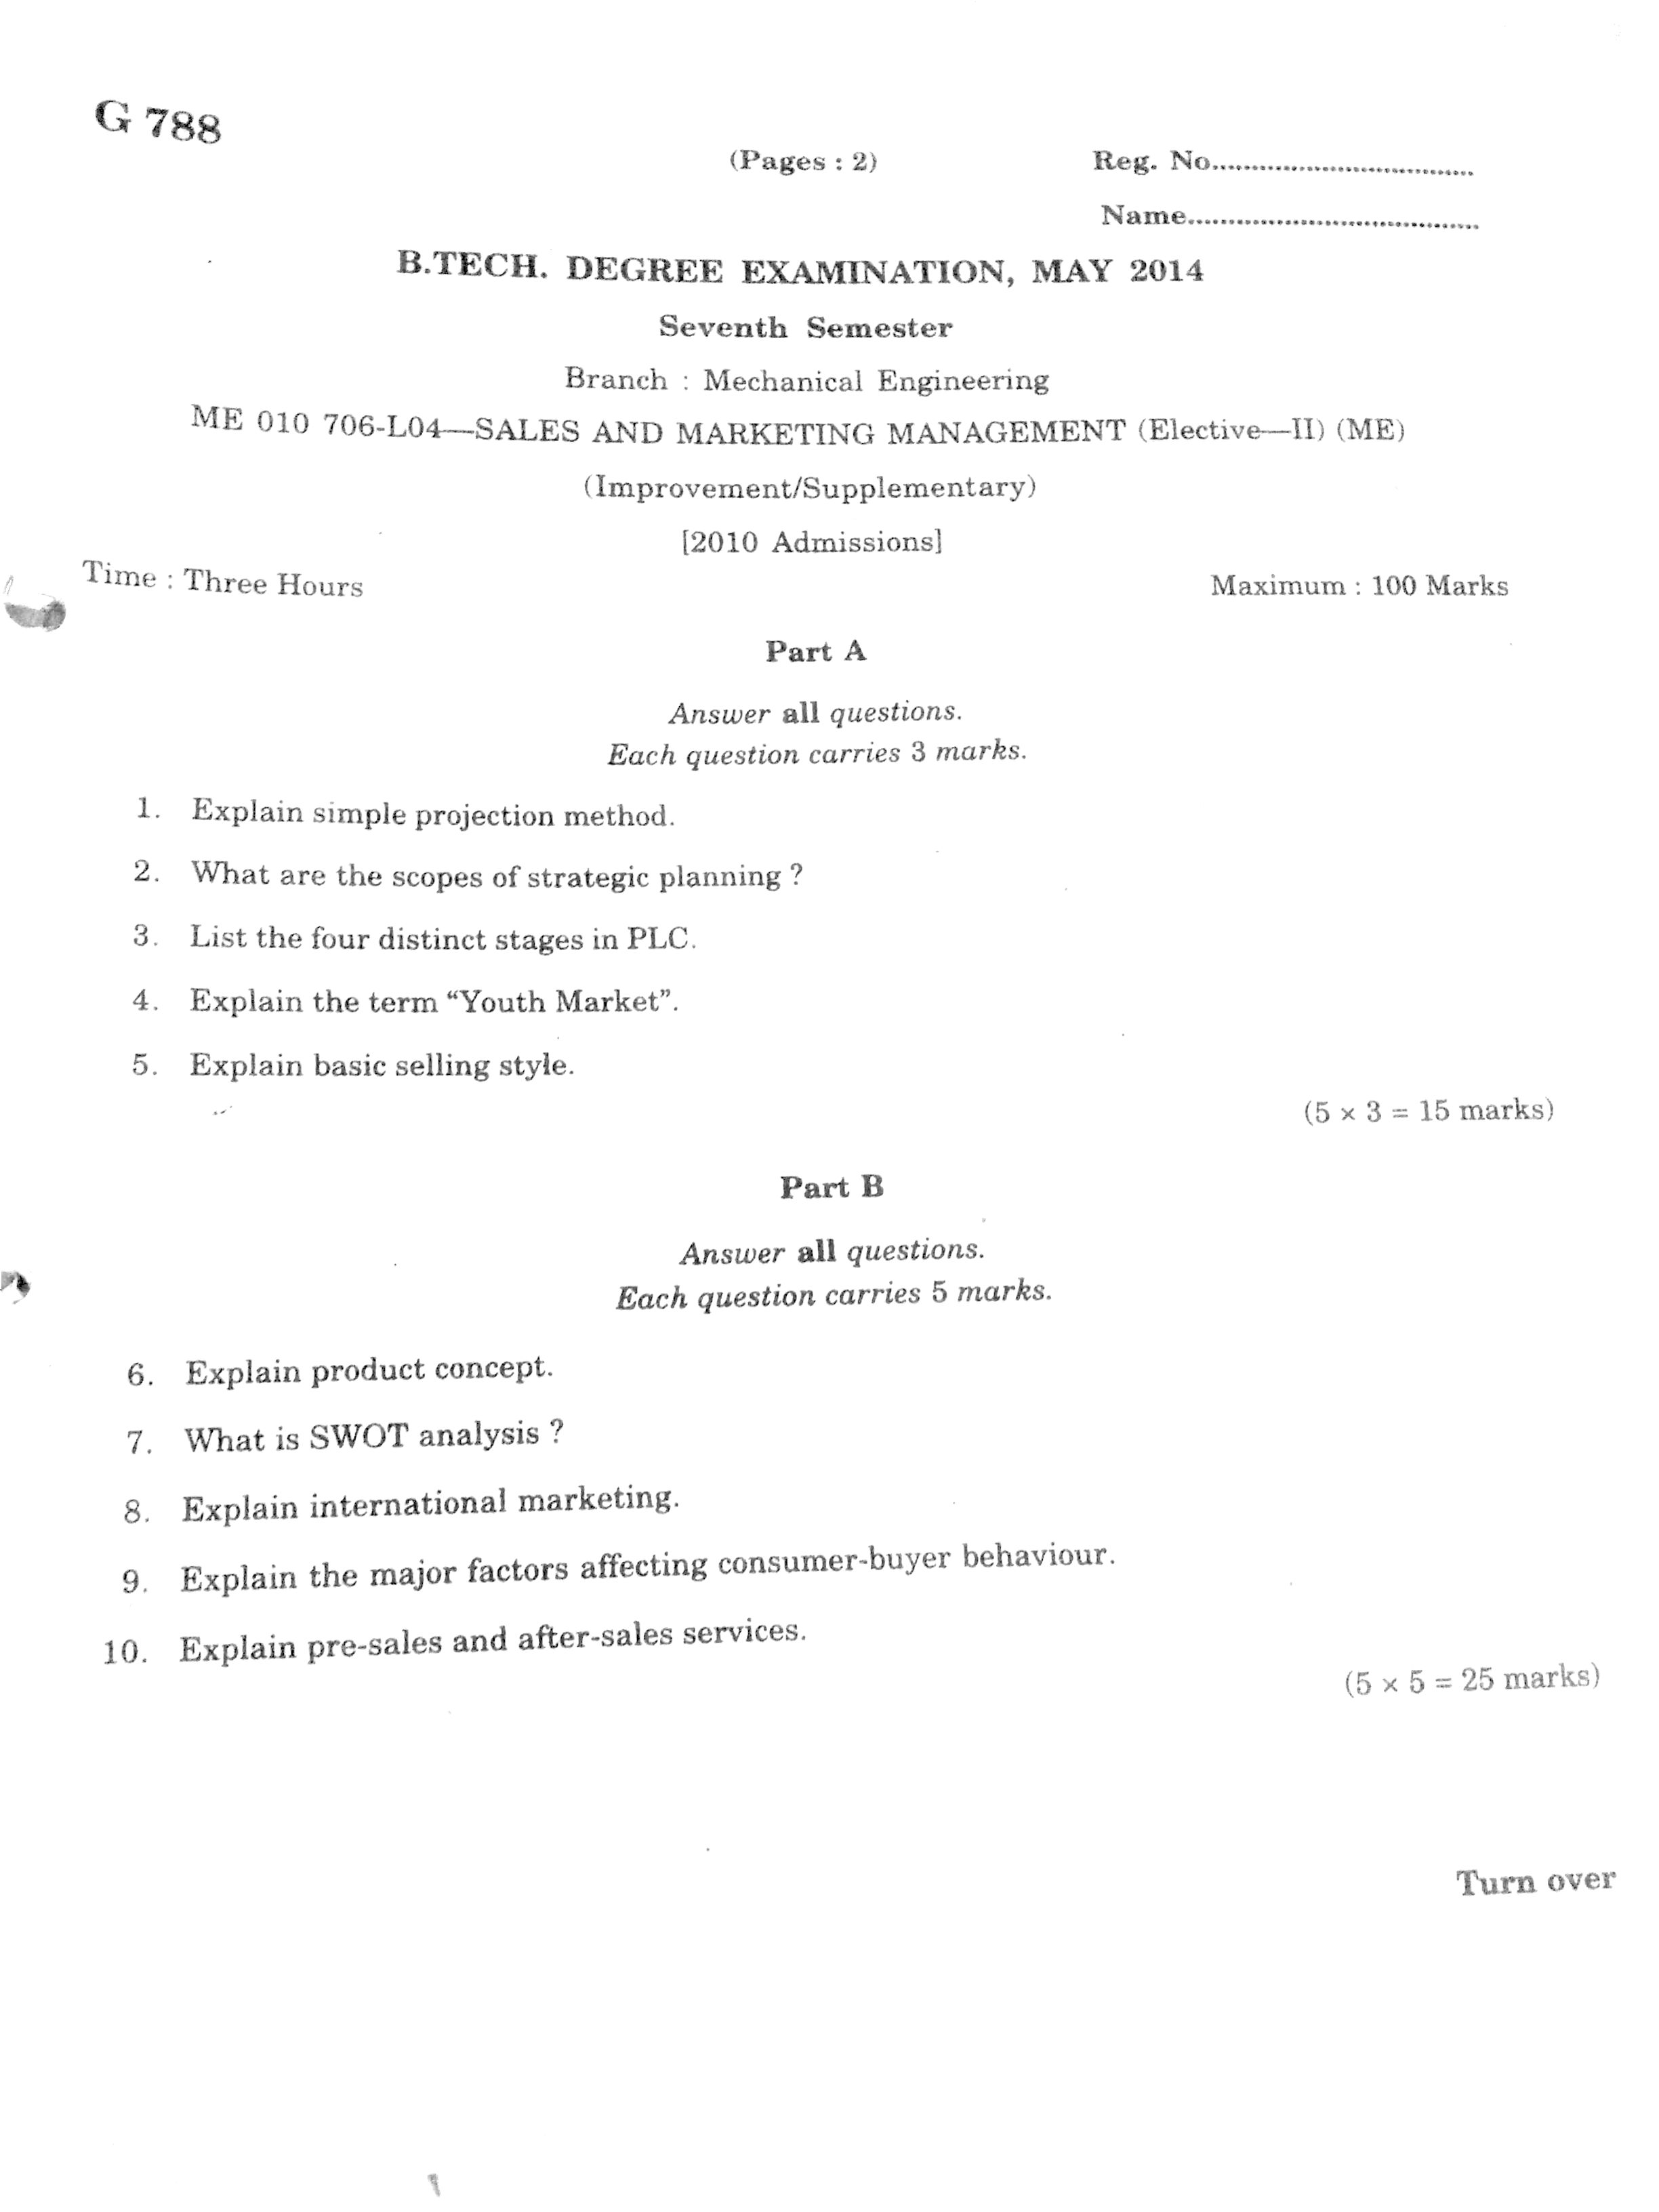 G 788
(Pages : 2)
Reg. No..................................
Name.....................................
B.TECH. DEGREE EXAMINATION, MAY 2014
Seventh Semester
Branch : Mechanical Engineering
ME 010 706-L04—SALES AND MARKETING MANAGEMENT (Elective—II) (ME)
(Improvement/Supplementary)
[2010 Admissions]
Time : Three Hours
Maximum : 100 Marks
Part A
Answer all questions.
Each question carries 3 marks.
1. Explain simple projection method.
2. What are the scopes of strategic planning ?
3. List the four distinct stages in PLC.
4. Explain the term “Youth Market”.
5. Explain basic selling style.
(5 × 3 = 15 marks)
Part B
Answer all questions.
Each question carries 5 marks.
6. Explain product concept.
7. What is SWOT analysis ?
8. Explain international marketing.
9. Explain the major factors affecting consumer-buyer behaviour.
10. Explain pre-sales and after-sales services.
(5 × 5 = 25 marks)
Turn over